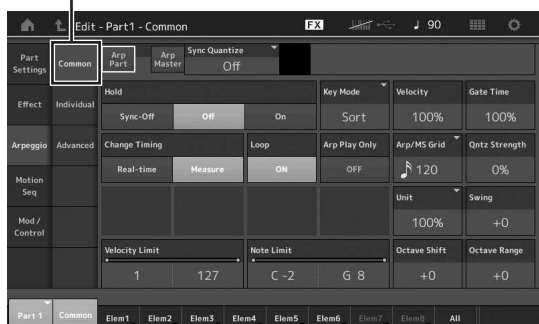 Edit - Part1 - Common
FX
90
Part Settings
Common
Arp Part
Arp Master
Sync Quantize
Off
Effect
Individual
Hold
Sync-Off
Off
On
Key Mode
Sort
Velocity
100%
Gate Time
100%
Arpeggio
Advanced
Change Timing
Real-time
Measure
Loop
ON
Arp Play Only
OFF
Arp/MS Grid
120
Qntz Strength
0%
Motion Seq
Unit
100%
Swing
+0
Mod / Control
Velocity Limit
1
127
Note Limit
C -2
G 8
Octave Shift
+0
Octave Range
+0
Part 1
Common
Elem1
Elem2
Elem3
Elem4
Elem5
Elem6
Elem7
Elem8
All